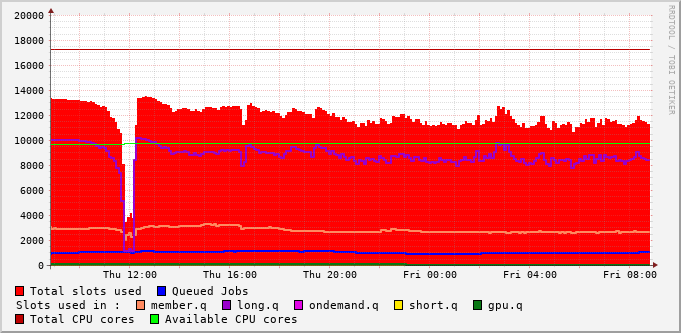 20000
18000
16000
14000
12000
10000
8000
6000
4000
2000
0
Thu 12:00 Thu 16:00 Thu 20:00 Fri 00:00 Fri 04:00 Fri 08:00
RRDTOOL / TOBI OETIKER
Total slots used Queued Jobs
Slots used in : member.q long.q ondemand.q short.q gpu.q
Total CPU cores Available CPU cores